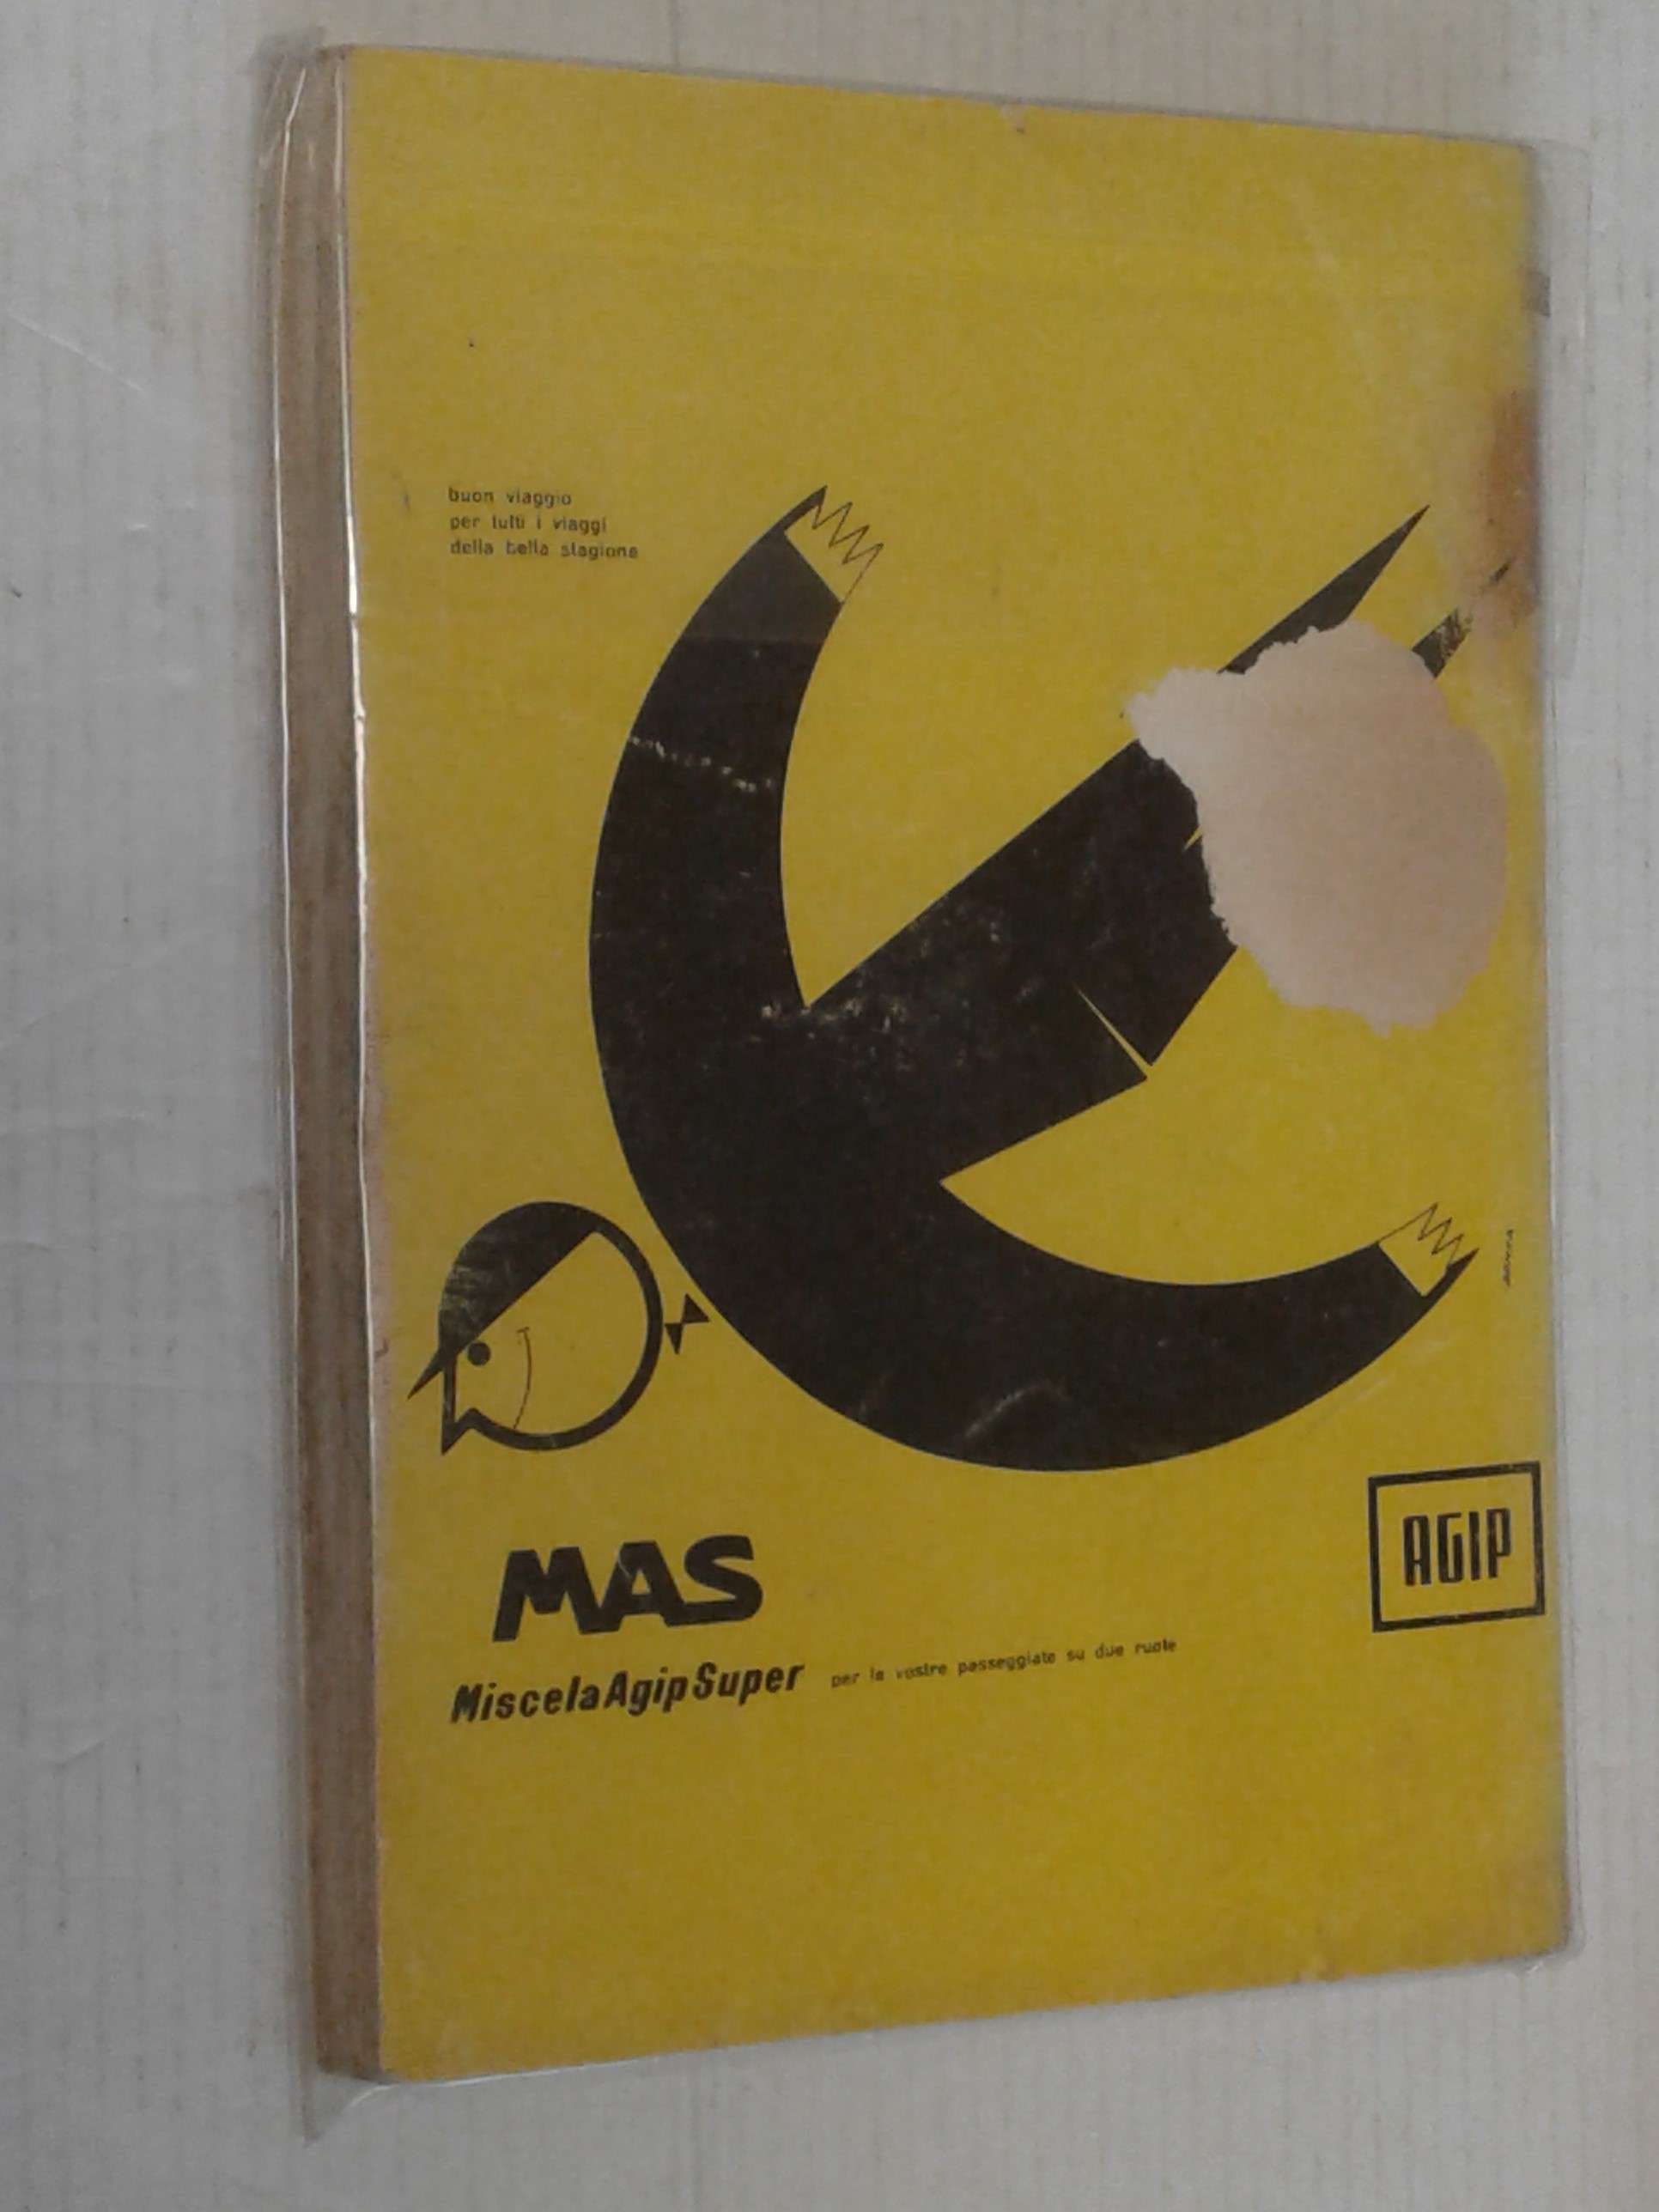 buon viaggio
per tutti i viaggi
della bella stagione
MAS
MiscelaAgipSuper per le vostre passeggiate su due ruote
AGIP